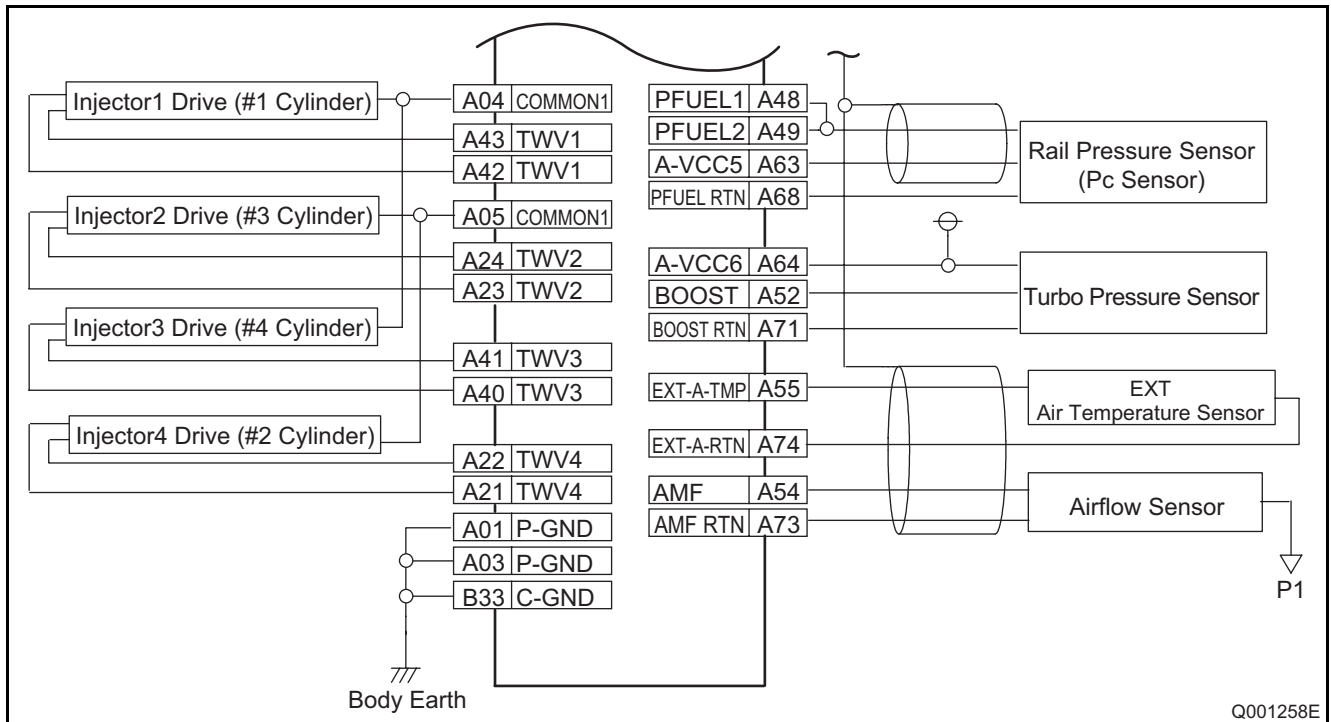 Injector1 Drive (#1 Cylinder)
A04 COMMON1
A43 TWV1
A42 TWV1
Injector2 Drive (#3 Cylinder)
A05 COMMON1
A24 TWV2
A23 TWV2
Injector3 Drive (#4 Cylinder)
A41 TWV3
A40 TWV3
Injector4 Drive (#2 Cylinder)
A22 TWV4
A21 TWV4
A01 P-GND
A03 P-GND
B33 C-GND
Body Earth
PFUEL1 A48
PFUEL2 A49
A-VCC5 A63
PFUEL RTN A68
Rail Pressure Sensor
(Pc Sensor)
A-VCC6 A64
BOOST A52
BOOST RTN A71
Turbo Pressure Sensor
EXT-A-TMP A55
EXT-A-RTN A74
EXT
Air Temperature Sensor
AMF A54
AMF RTN A73
Airflow Sensor
P1
Q001258E